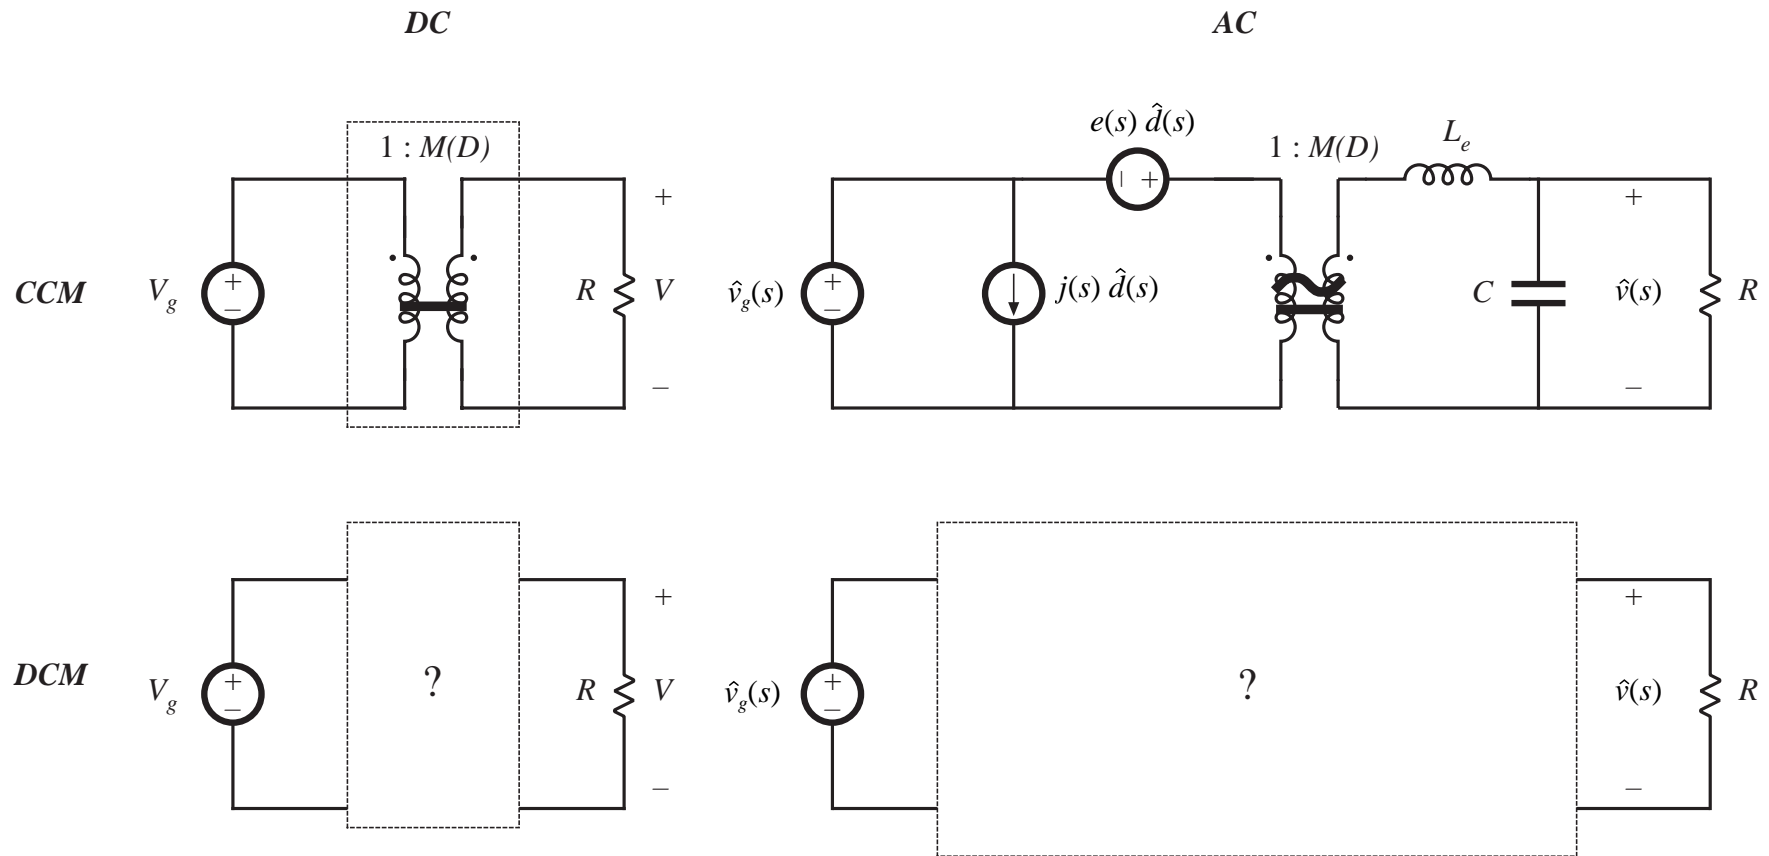 DC AC
1 : M(D) e(s) d̂(s) 1 : M(D) L_e
CCM V_g + – R + V – v̂_g(s) + – j(s) d̂(s) – + C + v̂(s) – R
DCM V_g + – ? R + V – v̂_g(s) + – ? + v̂(s) – R